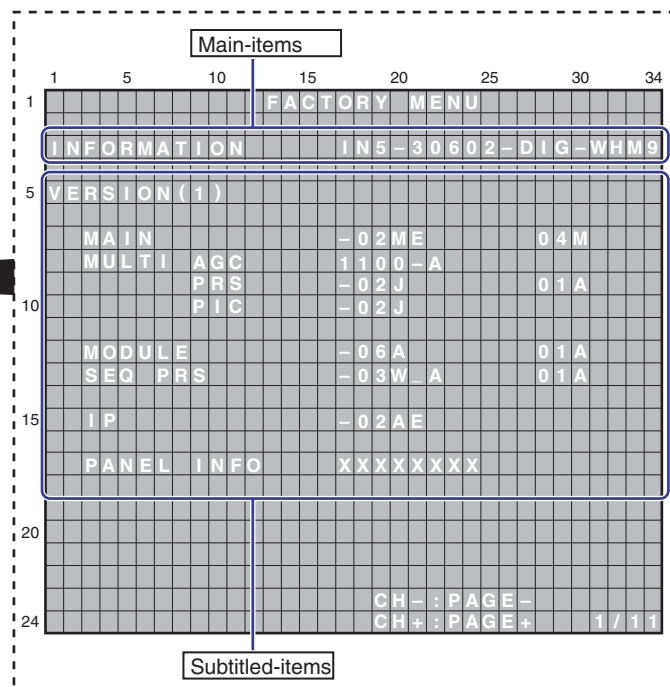 Main-items
1 5 10 15 20 25 30 34
1 FACTORY MENU
INFORMATION IN5-30602-DIG-WHM9
5 VERSION(1)
MAIN -02ME 04M
MULTI AGC 1100-A
PRS -02J 01A
10 PIC -02J
MODULE -06A 01A
SEQ PRS -03W_A 01A
15 IP -02AE
PANEL INFO XXXXXXXX
20
CH-:PAGE-
24 CH+:PAGE+ 1/11
Subtitled-items